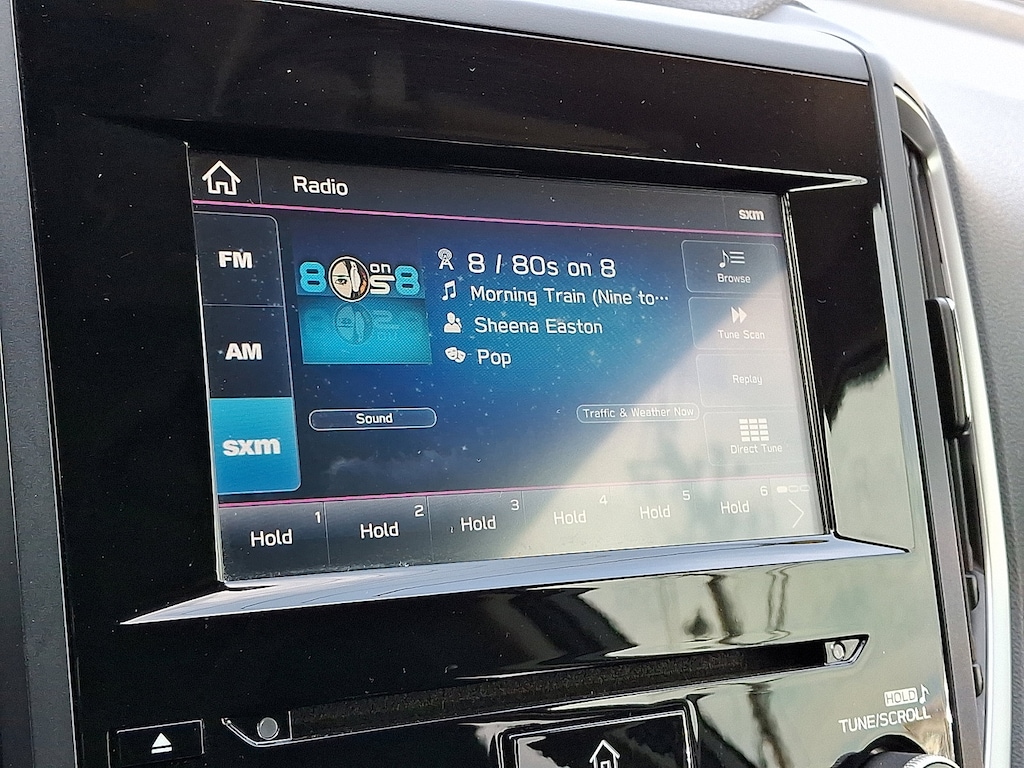 Radio
sxm
FM
AM
sxm
8 on 8
8 / 80s on 8
Morning Train (Nine to…
Sheena Easton
Pop
Browse
Tune Scan
Replay
Direct Tune
Sound
Traffic & Weather Now
Hold 1
Hold 2
Hold 3
Hold 4
Hold 5
Hold 6
HOLD
TUNE/SCROLL